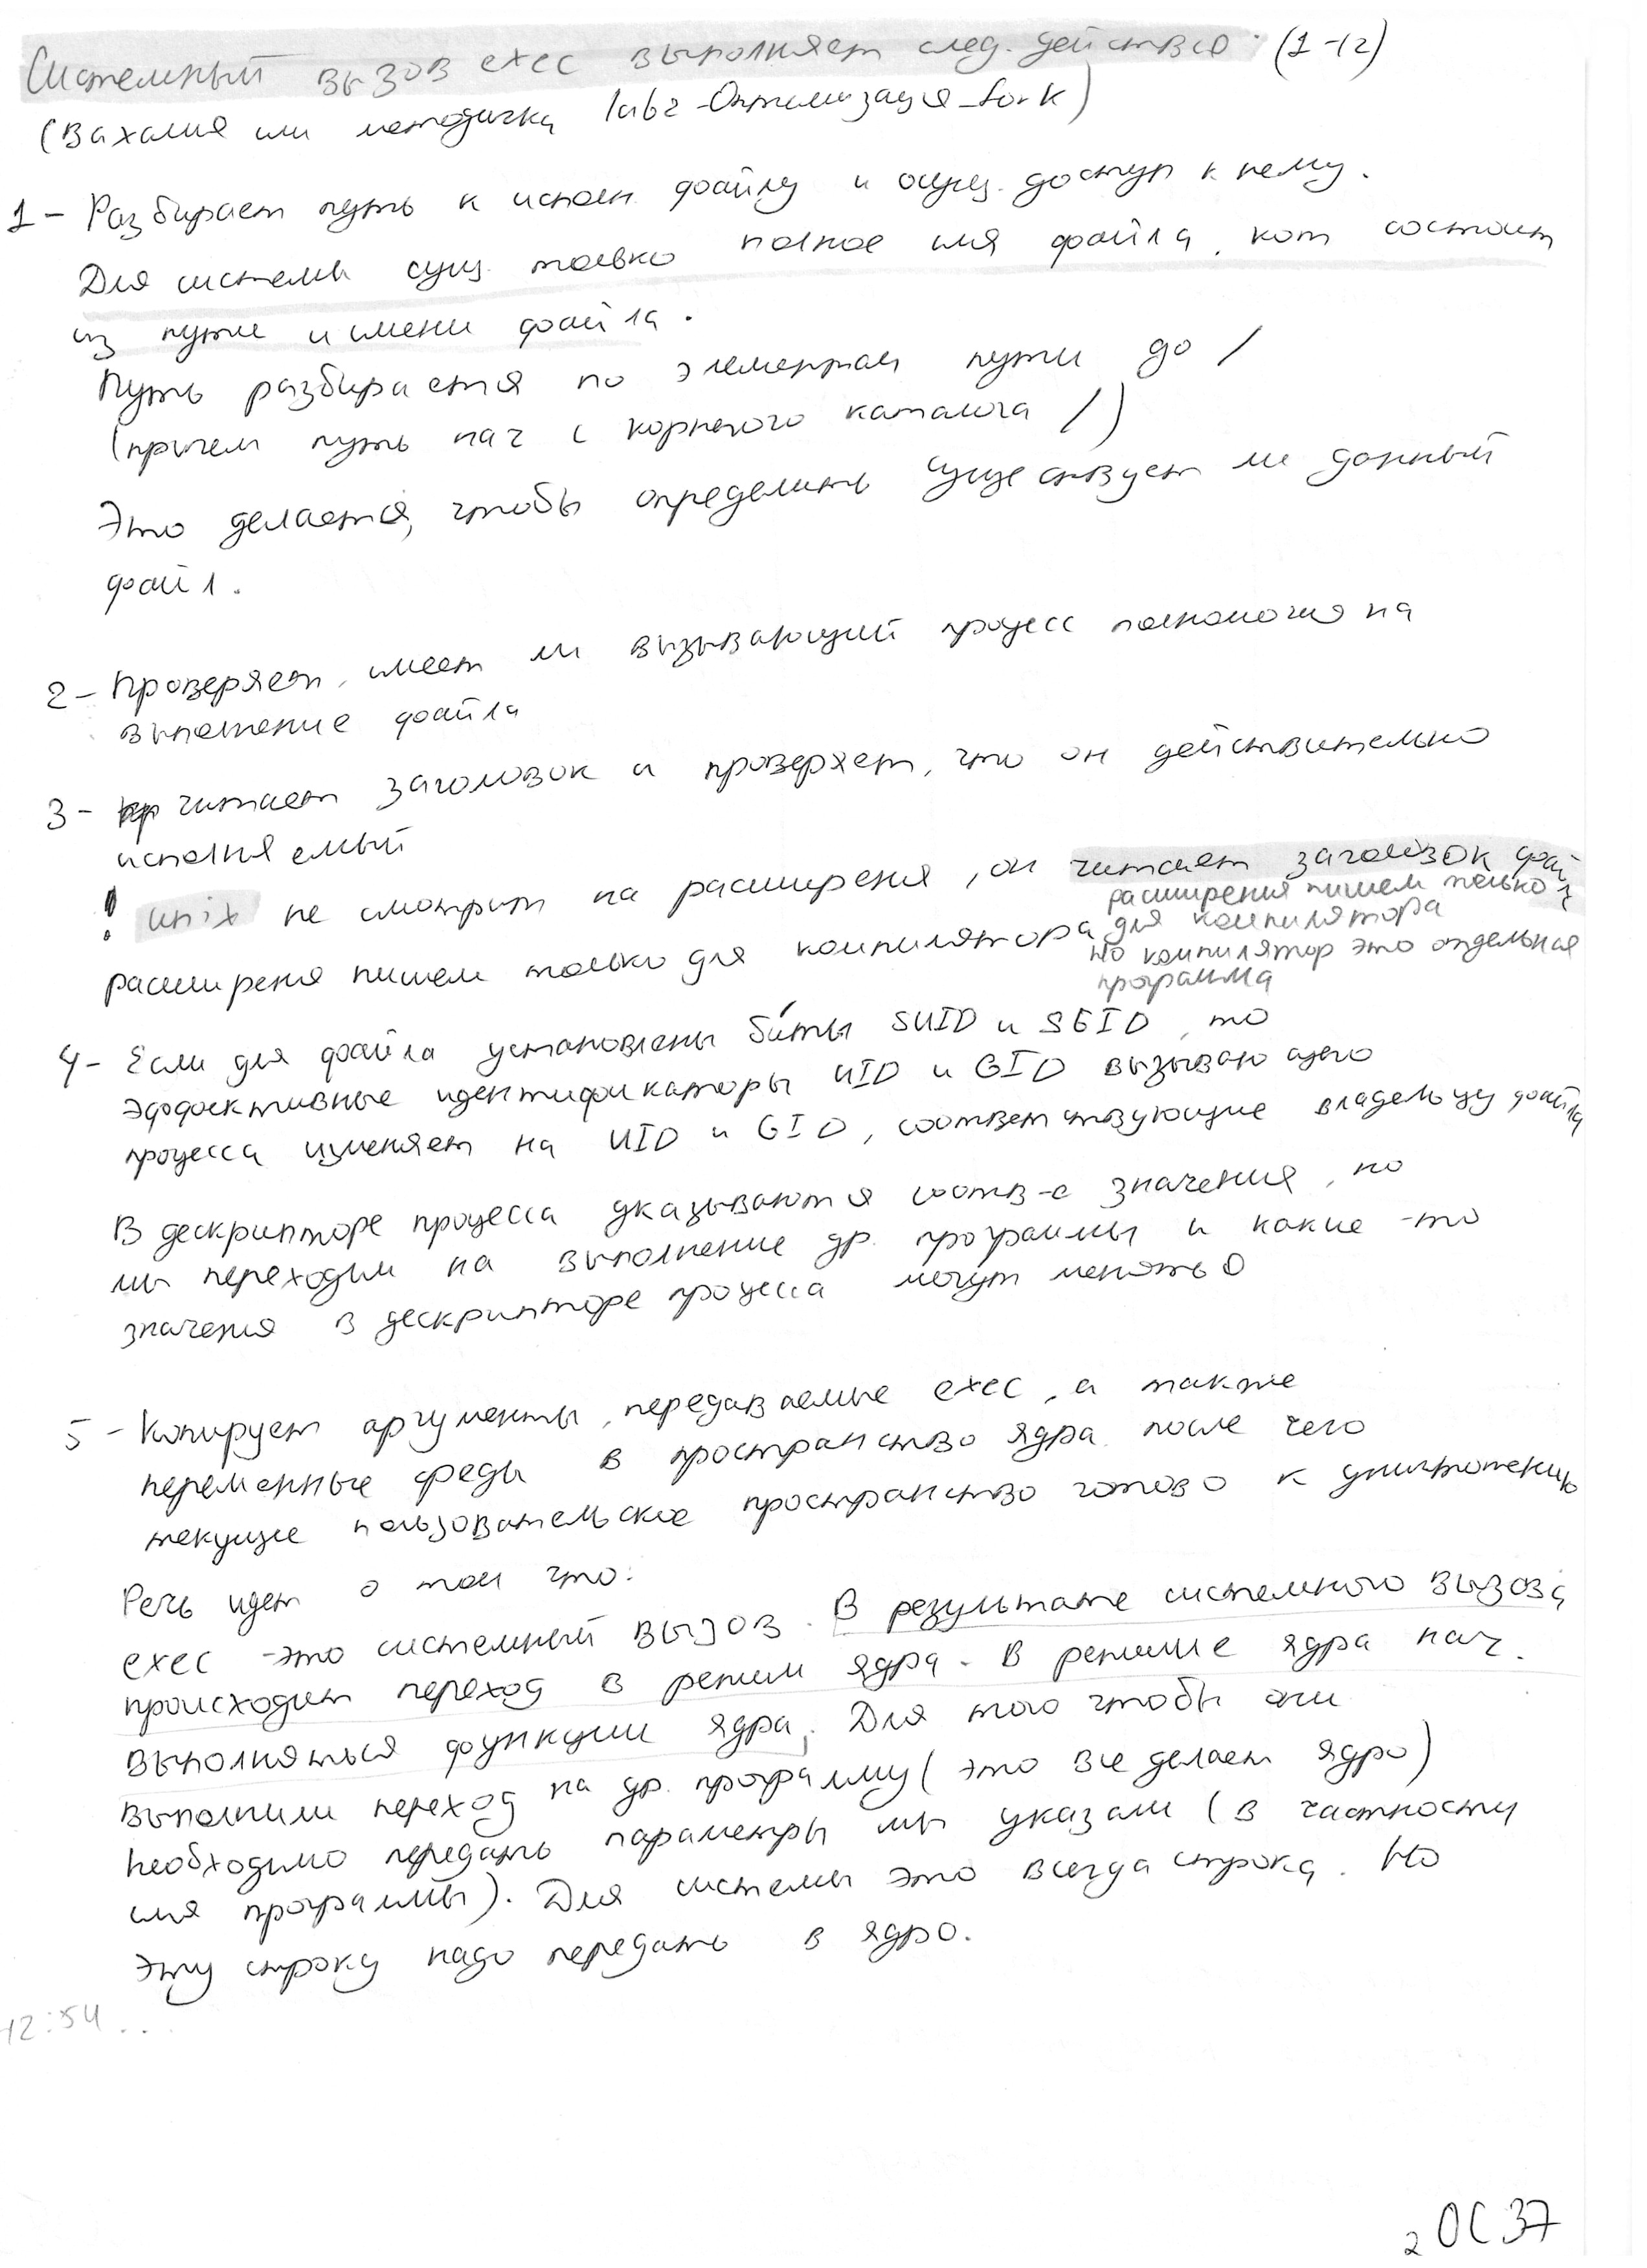 Системный вызов exec выполняет след. действия (1-12)
(Вахалия или методичка lab2-Оптимизация_fork)
1 - Разбирает путь к исполн. файлу и осущ. доступ к нему.
Для системы сущ. только полное имя файла, кот состоит
из пути и имени файла.
Путь разбирается по элементам пути до /
(причем путь нач с корневого каталога /)
Это делается, чтобы определить существует ли данный
файл.
2 - Проверяет, имеет ли вызывающий процесс полномочия на
выполнение файла
3 - читает заголовок и проверяет, что он действительно
исполняемый
! unix не смотрит на расширения, он читает заголовок файла
расширения пишем только
для компилятора
но компилятор это отдельная
программа
расширения пишем только для компилятора
4 - Если для файла установлены биты SUID и SGID, то
эффективные идентификаторы UID и GID вызывающего
процесса изменяет на UID и GID, соответствующие владельцу файла
В дескрипторе процесса указываются соотв-е значения, но
мы переходим на выполнение др. программы и какие-то
значения в дескрипторе процесса могут меняться
5 - Копирует аргументы, передаваемые exec, а также
переменные среды в пространство ядра, после чего
текущее пользовательское пространство готово к уничтожению
Речь идет о том что:
exec - это системный вызов. В результате системного вызова
происходит переход в режим ядра. В режиме ядра нач.
выполняться функции ядра. Для того чтобы они
выполнили переход на др. программу (это все делает ядро)
необходимо передать параметры мы указали (в частности
имя программы). Для системы это всегда строка. Но
эту строку надо передать в ядро.
12:54...
2 ОС 37